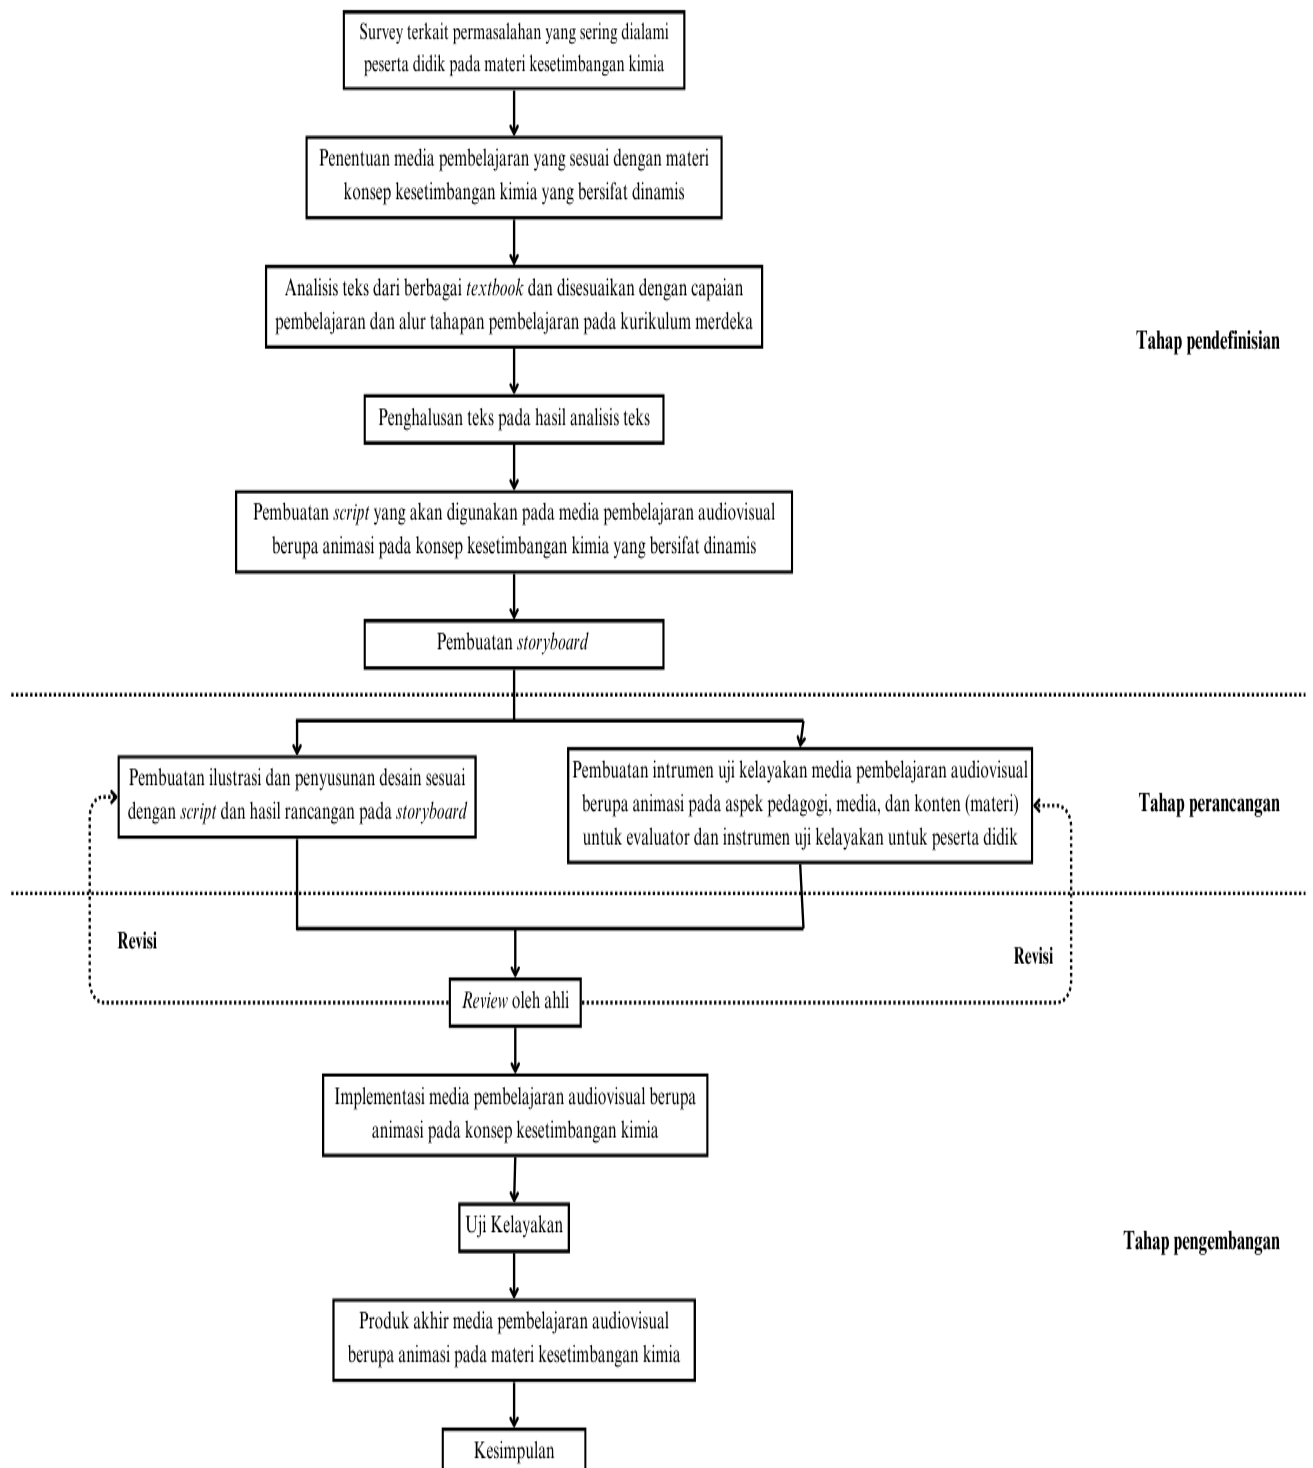 Survey terkait permasalahan yang sering dialami
peserta didik pada materi kesetimbangan kimia
Penentuan media pembelajaran yang sesuai dengan materi
konsep kesetimbangan kimia yang bersifat dinamis
Analisis teks dari berbagai textbook dan disesuaikan dengan capaian
pembelajaran dan alur tahapan pembelajaran pada kurikulum merdeka
Tahap pendefinisian
Penghalusan teks pada hasil analisis teks
Pembuatan script yang akan digunakan pada media pembelajaran audiovisual
berupa animasi pada konsep kesetimbangan kimia yang bersifat dinamis
Pembuatan storyboard
Pembuatan ilustrasi dan penyusunan desain sesuai
dengan script dan hasil rancangan pada storyboard
Pembuatan intrumen uji kelayakan media pembelajaran audiovisual
berupa animasi pada aspek pedagogi, media, dan konten (materi)
untuk evaluator dan instrumen uji kelayakan untuk peserta didik
Tahap perancangan
Revisi
Revisi
Review oleh ahli
Implementasi media pembelajaran audiovisual berupa
animasi pada konsep kesetimbangan kimia
Uji Kelayakan
Tahap pengembangan
Produk akhir media pembelajaran audiovisual
berupa animasi pada materi kesetimbangan kimia
Kesimpulan